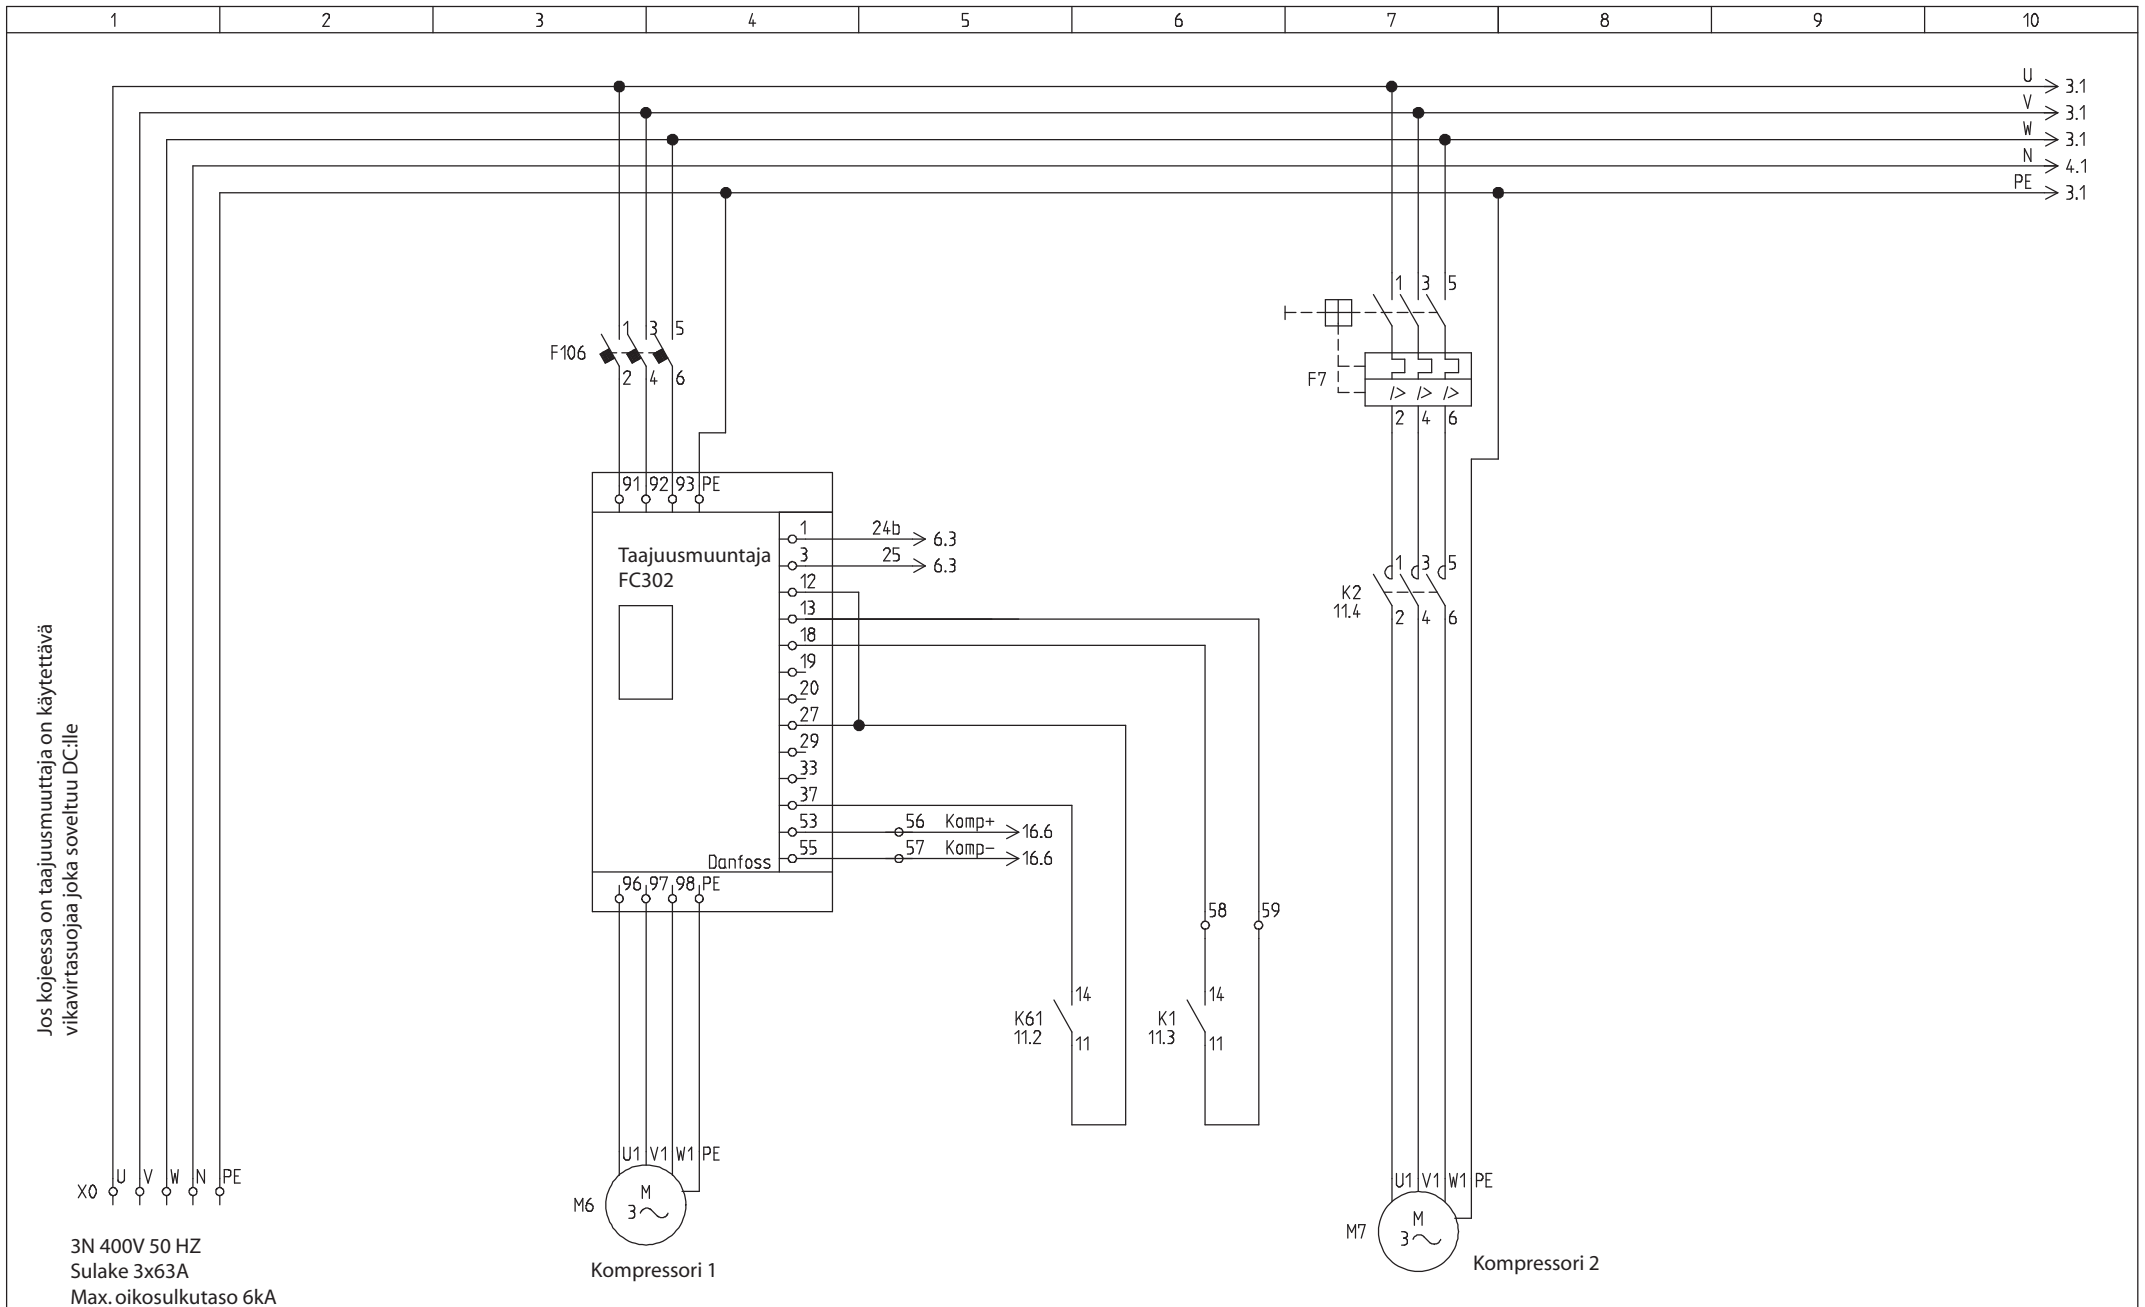 1 2 3 4 5 6 7 8 9 10
U 3.1
V 3.1
W 3.1
N 4.1
PE 3.1
1 3 5
F7
I> I> I>
2 4 6
1 3 5
F106
2 4 6
91 92 93 PE
Taajuusmuuntaja
FC302
1 24b 6.3
3 25 6.3
12
13
18
19
20
27
29
33
37
53 56 Komp+ 16.6
55 57 Komp- 16.6
Danfoss
96 97 98 PE
1 3 5
K2
11.4
2 4 6
58 59
14
K61
11.2
11
14
K1
11.3
11
Jos kojeessa on taajuusmuuttaja on käytettävä
vikavirtasuojaa joka soveltuu DC:lle
X0 U V W N PE
3N 400V 50 HZ
Sulake 3x63A
Max. oikosulkutaso 6kA
U1 V1 W1 PE
M6
M
3
Kompressori 1
U1 V1 W1 PE
M7
M
3
Kompressori 2